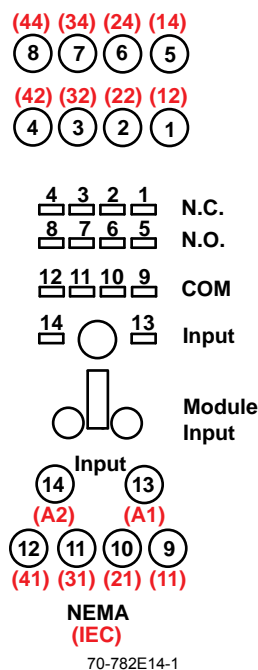 (44) (34) (24) (14)
8 7 6 5
(42) (32) (22) (12)
4 3 2 1
4 3 2 1 N.C.
8 7 6 5 N.O.
12 11 10 9 COM
14 13 Input
Module
Input
Input
14 13
(A2) (A1)
12 11 10 9
(41) (31) (21) (11)
NEMA
(IEC)
70-782E14-1